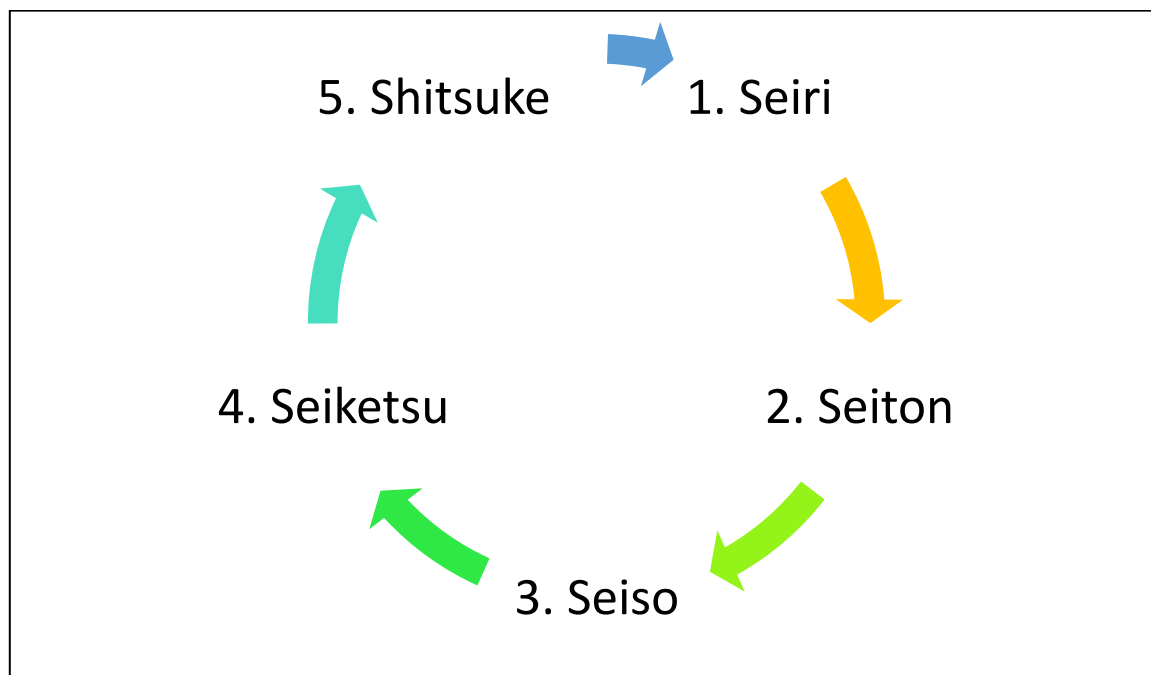 1. Seiri
2. Seiton
3. Seiso
4. Seiketsu
5. Shitsuke